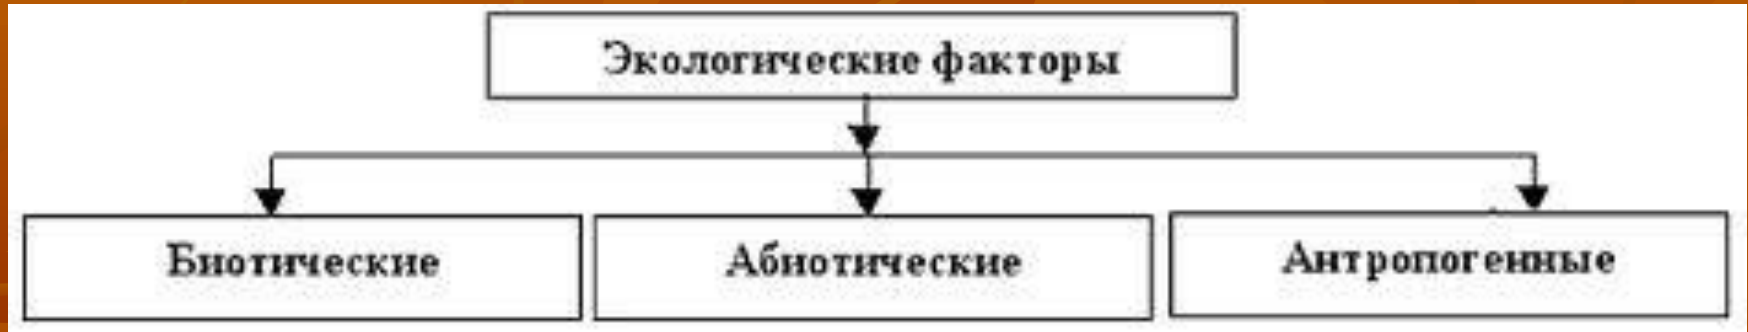 Экологические факторы
Биотические
Абиотические
Антропогенные